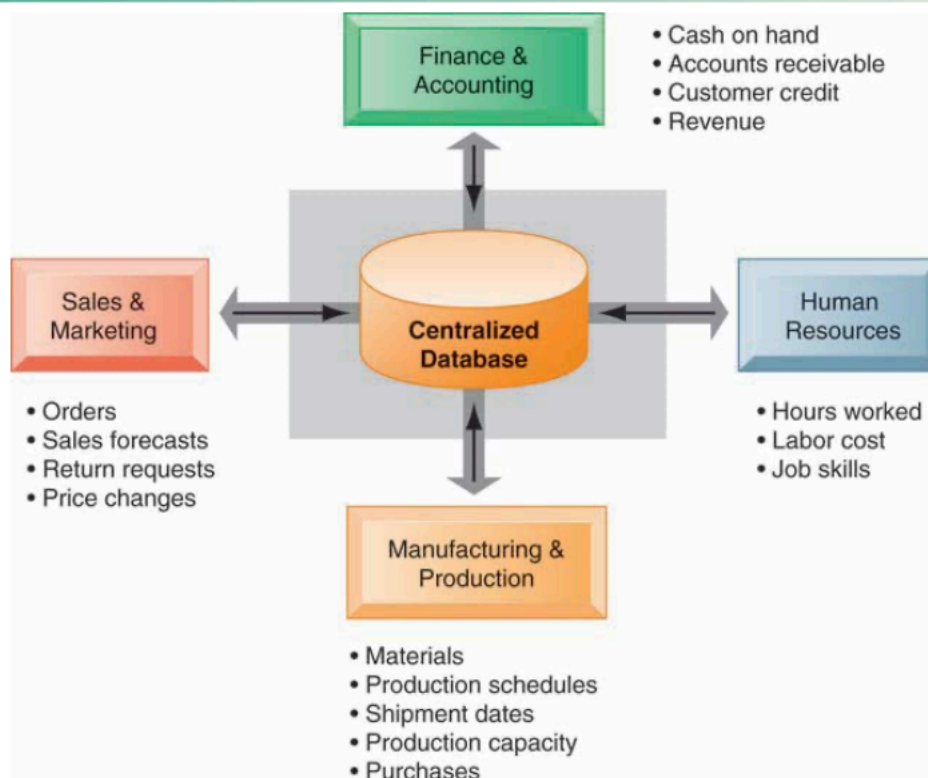 Finance &
Accounting
• Cash on hand
• Accounts receivable
• Customer credit
• Revenue
Sales &
Marketing
• Orders
• Sales forecasts
• Return requests
• Price changes
Centralized
Database
Human
Resources
• Hours worked
• Labor cost
• Job skills
Manufacturing &
Production
• Materials
• Production schedules
• Shipment dates
• Production capacity
• Purchases